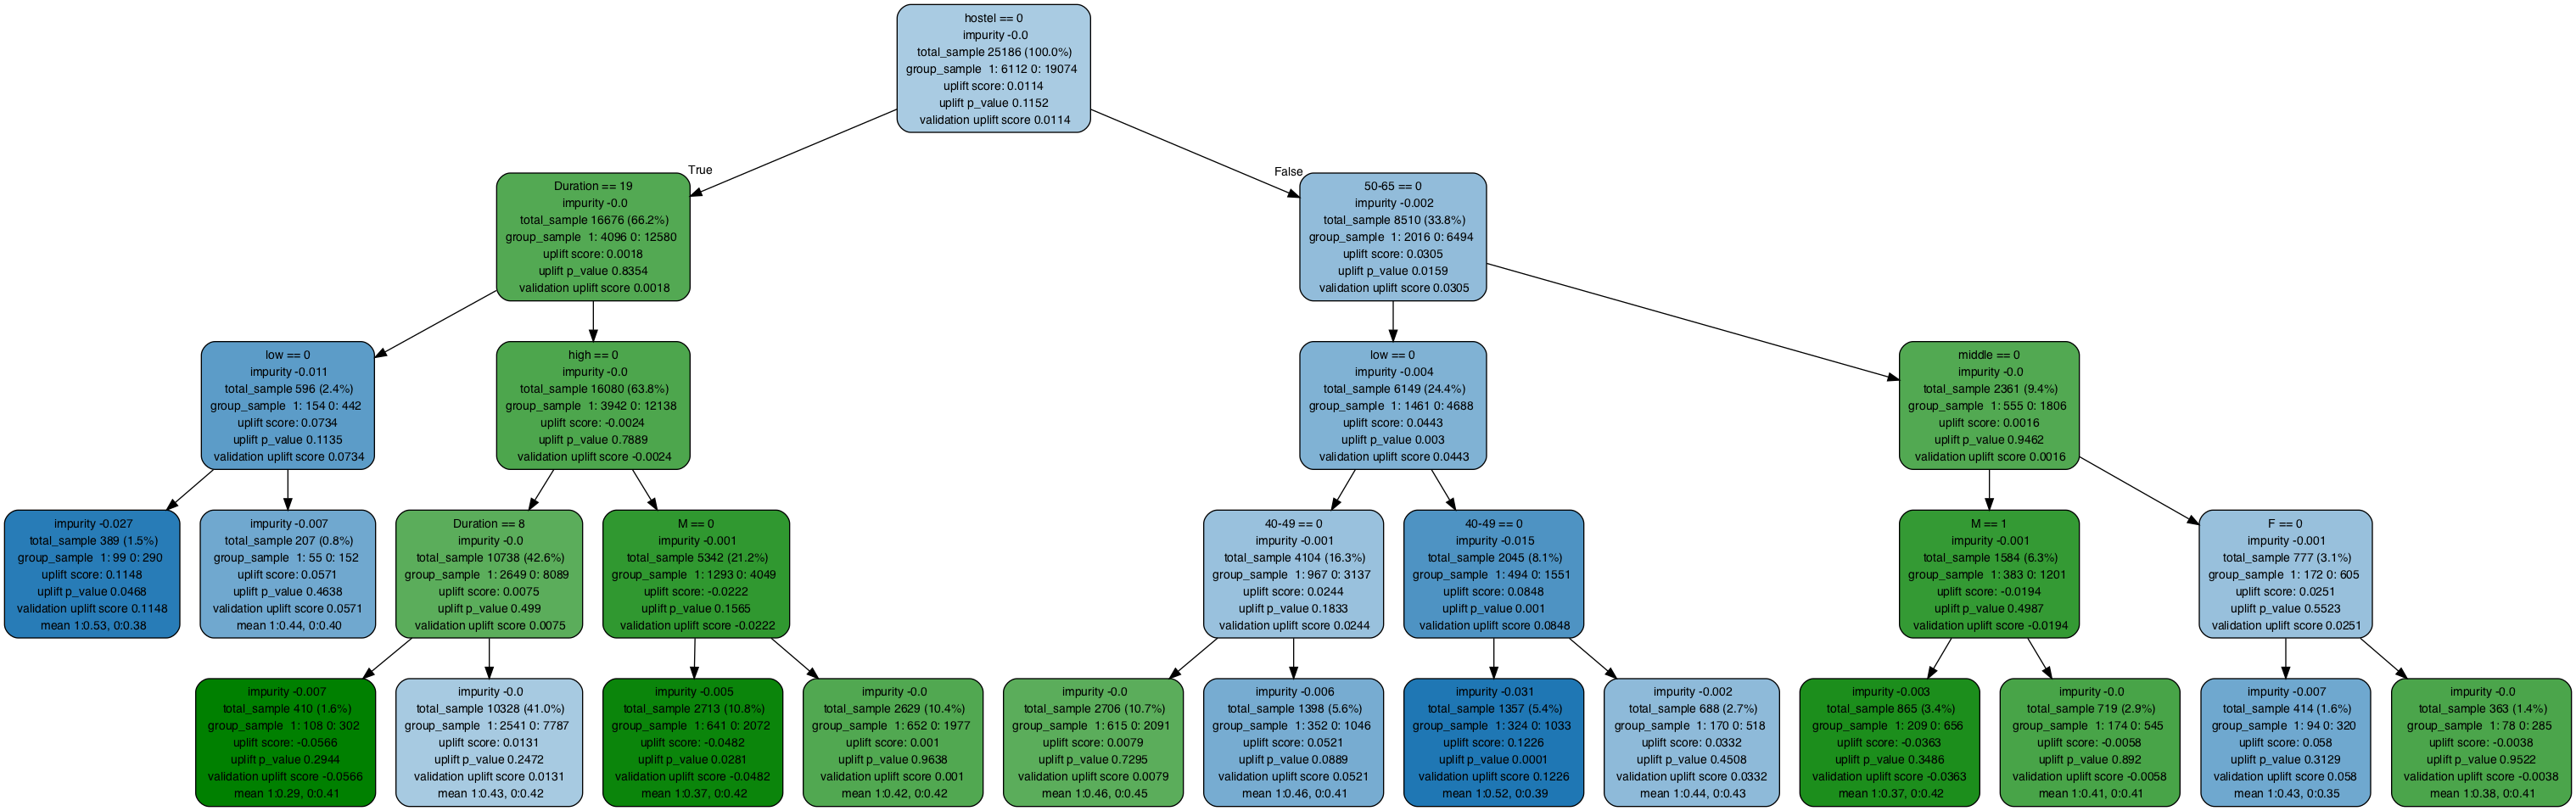 hostel == 0
impurity -0.0
total_sample 25186 (100.0%)
group_sample 1: 6112 0: 19074
uplift score: 0.0114
uplift p_value 0.1152
validation uplift score 0.0114
True
False
Duration == 19
impurity -0.0
total_sample 16676 (66.2%)
group_sample 1: 4096 0: 12580
uplift score: 0.0018
uplift p_value 0.8354
validation uplift score 0.0018
50-65 == 0
impurity -0.002
total_sample 8510 (33.8%)
group_sample 1: 2016 0: 6494
uplift score: 0.0305
uplift p_value 0.0159
validation uplift score 0.0305
low == 0
impurity -0.011
total_sample 596 (2.4%)
group_sample 1: 154 0: 442
uplift score: 0.0734
uplift p_value 0.1135
validation uplift score 0.0734
high == 0
impurity -0.0
total_sample 16080 (63.8%)
group_sample 1: 3942 0: 12138
uplift score: -0.0024
uplift p_value 0.7889
validation uplift score -0.0024
low == 0
impurity -0.004
total_sample 6149 (24.4%)
group_sample 1: 1461 0: 4688
uplift score: 0.0443
uplift p_value 0.003
validation uplift score 0.0443
middle == 0
impurity -0.0
total_sample 2361 (9.4%)
group_sample 1: 555 0: 1806
uplift score: 0.0016
uplift p_value 0.9462
validation uplift score 0.0016
impurity -0.027
total_sample 389 (1.5%)
group_sample 1: 99 0: 290
uplift score: 0.1148
uplift p_value 0.0468
validation uplift score 0.1148
mean 1:0.53, 0:0.38
impurity -0.007
total_sample 207 (0.8%)
group_sample 1: 55 0: 152
uplift score: 0.0571
uplift p_value 0.4638
validation uplift score 0.0571
mean 1:0.44, 0:0.40
Duration == 8
impurity -0.0
total_sample 10738 (42.6%)
group_sample 1: 2649 0: 8089
uplift score: 0.0075
uplift p_value 0.499
validation uplift score 0.0075
M == 0
impurity -0.001
total_sample 5342 (21.2%)
group_sample 1: 1293 0: 4049
uplift score: -0.0222
uplift p_value 0.1565
validation uplift score -0.0222
40-49 == 0
impurity -0.001
total_sample 4104 (16.3%)
group_sample 1: 967 0: 3137
uplift score: 0.0244
uplift p_value 0.1833
validation uplift score 0.0244
40-49 == 0
impurity -0.015
total_sample 2045 (8.1%)
group_sample 1: 494 0: 1551
uplift score: 0.0848
uplift p_value 0.001
validation uplift score 0.0848
M == 1
impurity -0.001
total_sample 1584 (6.3%)
group_sample 1: 383 0: 1201
uplift score: -0.0194
uplift p_value 0.4987
validation uplift score -0.0194
F == 0
impurity -0.001
total_sample 777 (3.1%)
group_sample 1: 172 0: 605
uplift score: 0.0251
uplift p_value 0.5523
validation uplift score 0.0251
impurity -0.007
total_sample 410 (1.6%)
group_sample 1: 108 0: 302
uplift score: -0.0566
uplift p_value 0.2944
validation uplift score -0.0566
mean 1:0.29, 0:0.41
impurity -0.0
total_sample 10328 (41.0%)
group_sample 1: 2541 0: 7787
uplift score: 0.0131
uplift p_value 0.2472
validation uplift score 0.0131
mean 1:0.43, 0:0.42
impurity -0.005
total_sample 2713 (10.8%)
group_sample 1: 641 0: 2072
uplift score: -0.0482
uplift p_value 0.0281
validation uplift score -0.0482
mean 1:0.37, 0:0.42
impurity -0.0
total_sample 2629 (10.4%)
group_sample 1: 652 0: 1977
uplift score: 0.001
uplift p_value 0.9638
validation uplift score 0.001
mean 1:0.42, 0:0.42
impurity -0.0
total_sample 2706 (10.7%)
group_sample 1: 615 0: 2091
uplift score: 0.0079
uplift p_value 0.7295
validation uplift score 0.0079
mean 1:0.46, 0:0.45
impurity -0.006
total_sample 1398 (5.6%)
group_sample 1: 352 0: 1046
uplift score: 0.0521
uplift p_value 0.0889
validation uplift score 0.0521
mean 1:0.46, 0:0.41
impurity -0.031
total_sample 1357 (5.4%)
group_sample 1: 324 0: 1033
uplift score: 0.1226
uplift p_value 0.0001
validation uplift score 0.1226
mean 1:0.52, 0:0.39
impurity -0.002
total_sample 688 (2.7%)
group_sample 1: 170 0: 518
uplift score: 0.0332
uplift p_value 0.4508
validation uplift score 0.0332
mean 1:0.44, 0:0.43
impurity -0.003
total_sample 865 (3.4%)
group_sample 1: 209 0: 656
uplift score: -0.0363
uplift p_value 0.3486
validation uplift score -0.0363
mean 1:0.37, 0:0.42
impurity -0.0
total_sample 719 (2.9%)
group_sample 1: 174 0: 545
uplift score: -0.0058
uplift p_value 0.892
validation uplift score -0.0058
mean 1:0.41, 0:0.41
impurity -0.007
total_sample 414 (1.6%)
group_sample 1: 94 0: 320
uplift score: 0.058
uplift p_value 0.3129
validation uplift score 0.058
mean 1:0.43, 0:0.35
impurity -0.0
total_sample 363 (1.4%)
group_sample 1: 78 0: 285
uplift score: -0.0038
uplift p_value 0.9522
validation uplift score -0.0038
mean 1:0.38, 0:0.41